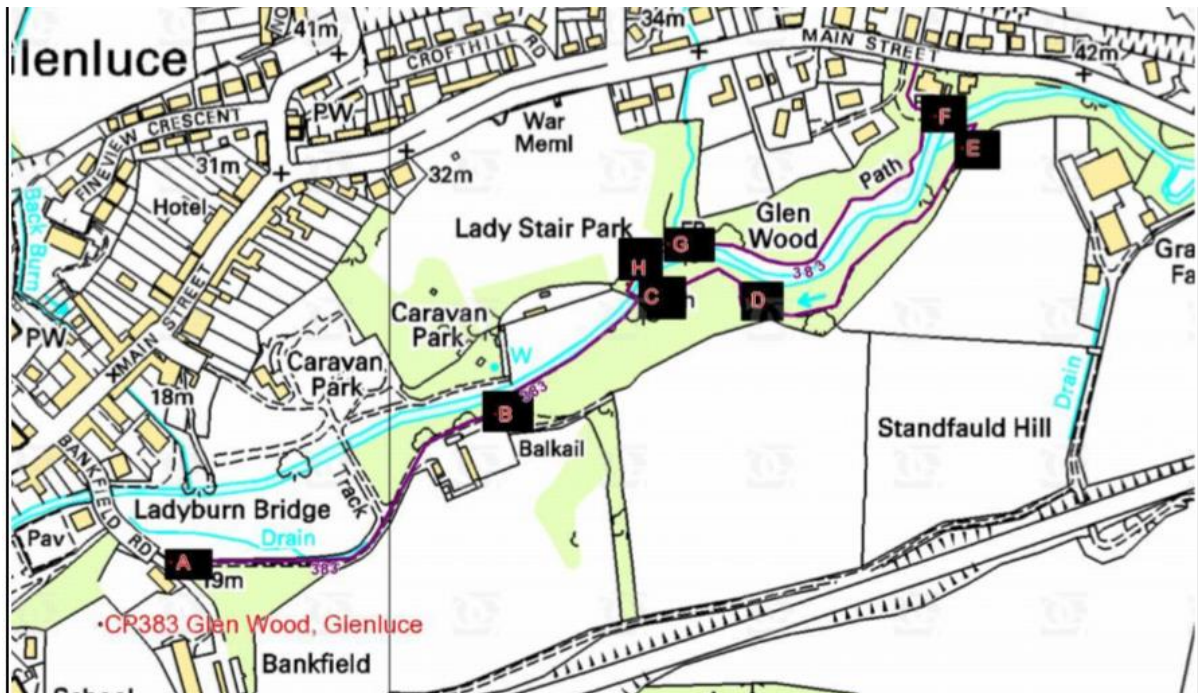 41m
CROFTHILL RD
34m
MAIN STREET
42m
lenluce
PW
War
Meml
FINEVIEW CRESCENT
31m
32m
F
E
Path
Back Burn
Hotel
Lady Stair Park
G
Glen
Wood
H
383
C
D
MAIN STREET
Caravan
Park
PW
W
Caravan
Park
Drain
18m
383
B
Standfauld Hill
BANKFIELD RD
Balkail
Track
Ladyburn Bridge
Pav
Drain
A
19m
383
CP383 Glen Wood, Glenluce
Bankfield